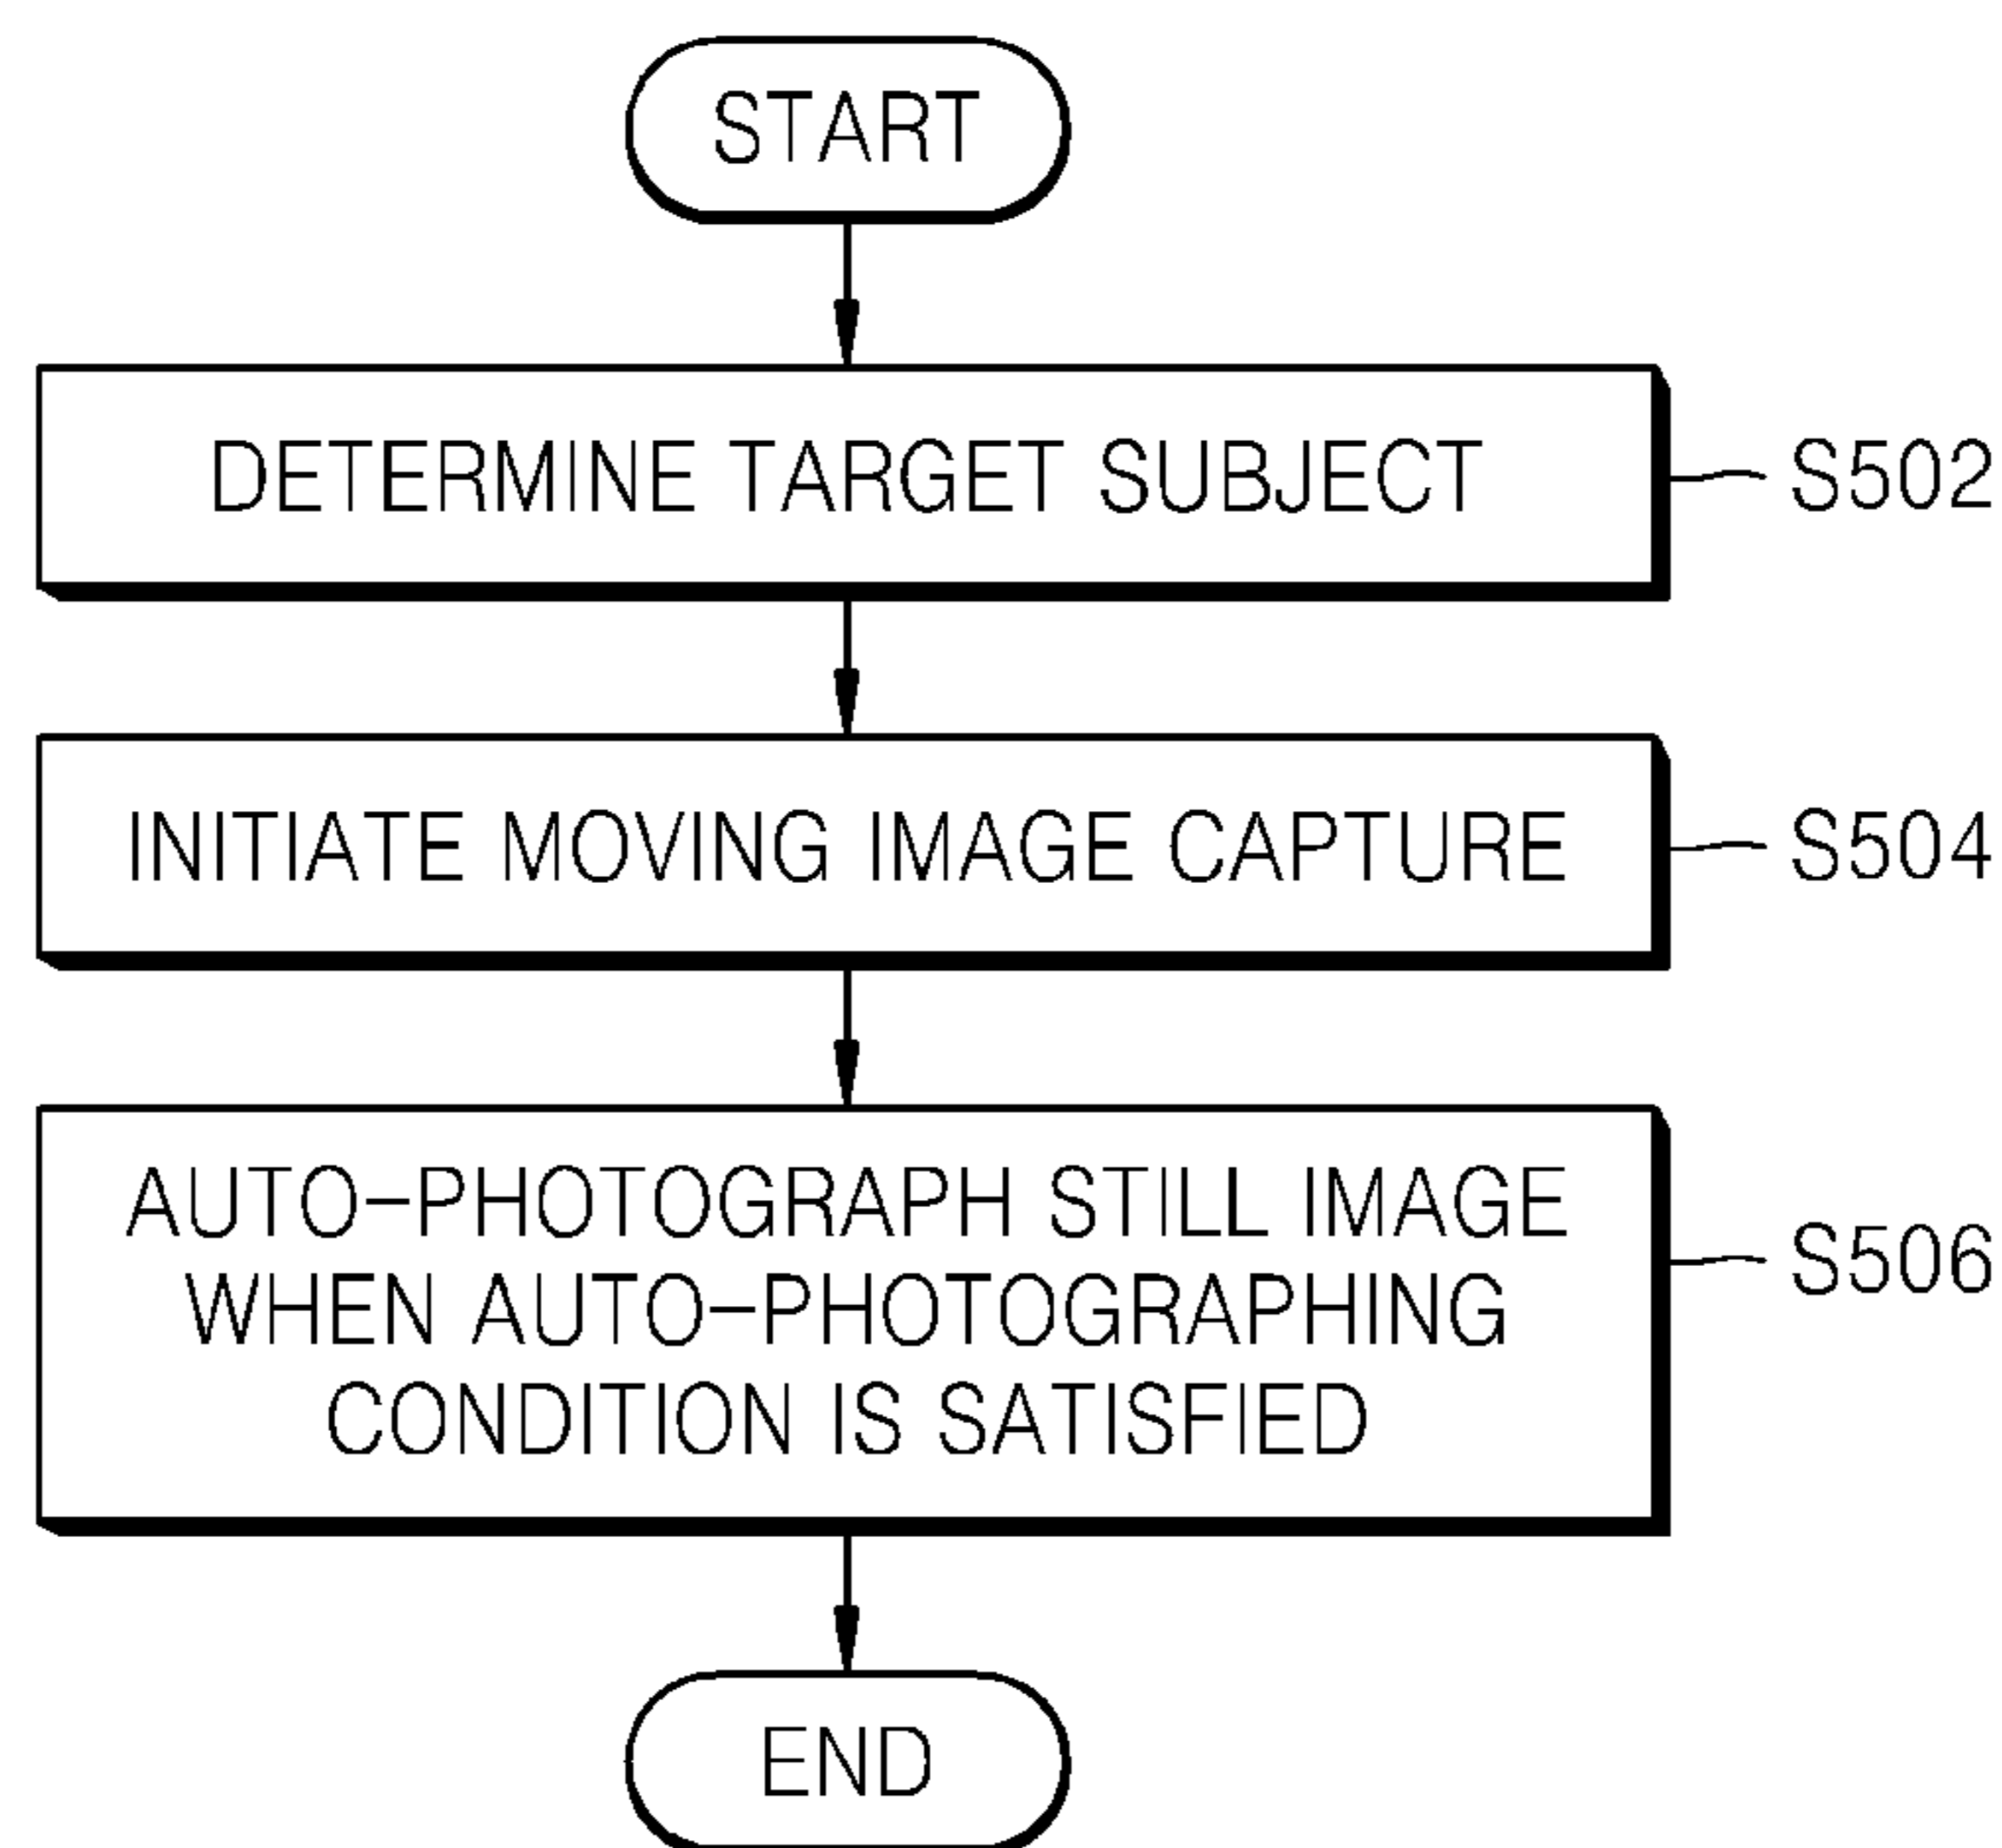 START
DETERMINE TARGET SUBJECT
S502
INITIATE MOVING IMAGE CAPTURE
S504
AUTO-PHOTOGRAPH STILL IMAGE
WHEN AUTO-PHOTOGRAPHING
CONDITION IS SATISFIED
S506
END